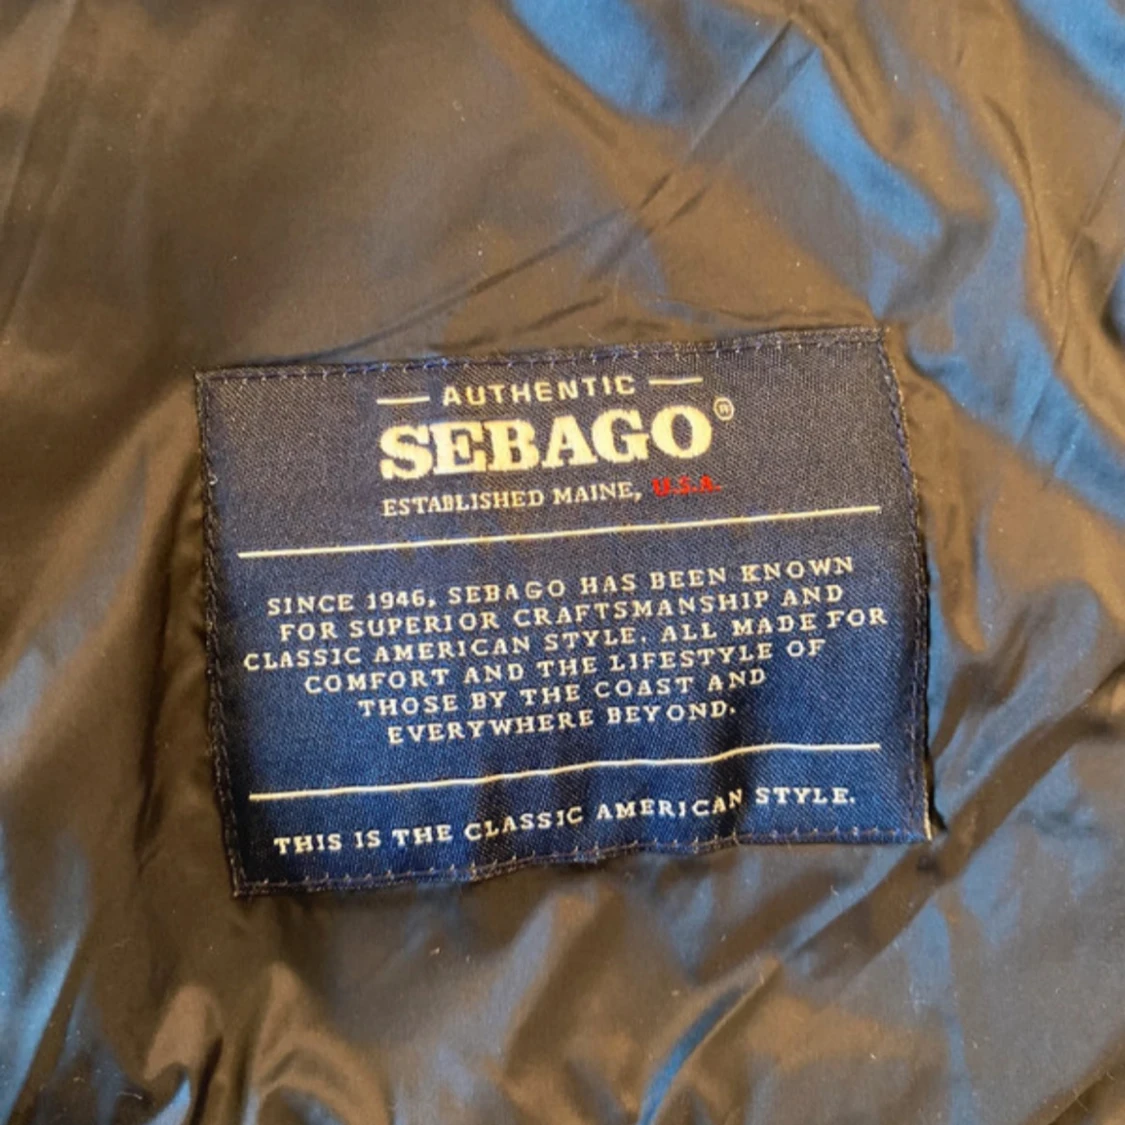 AUTHENTIC
SEBAGO®
ESTABLISHED MAINE, U.S.A.
SINCE 1946, SEBAGO HAS BEEN KNOWN
FOR SUPERIOR CRAFTSMANSHIP AND
CLASSIC AMERICAN STYLE. ALL MADE FOR
COMFORT AND THE LIFESTYLE OF
THOSE BY THE COAST AND
EVERYWHERE BEYOND.
THIS IS THE CLASSIC AMERICAN STYLE.